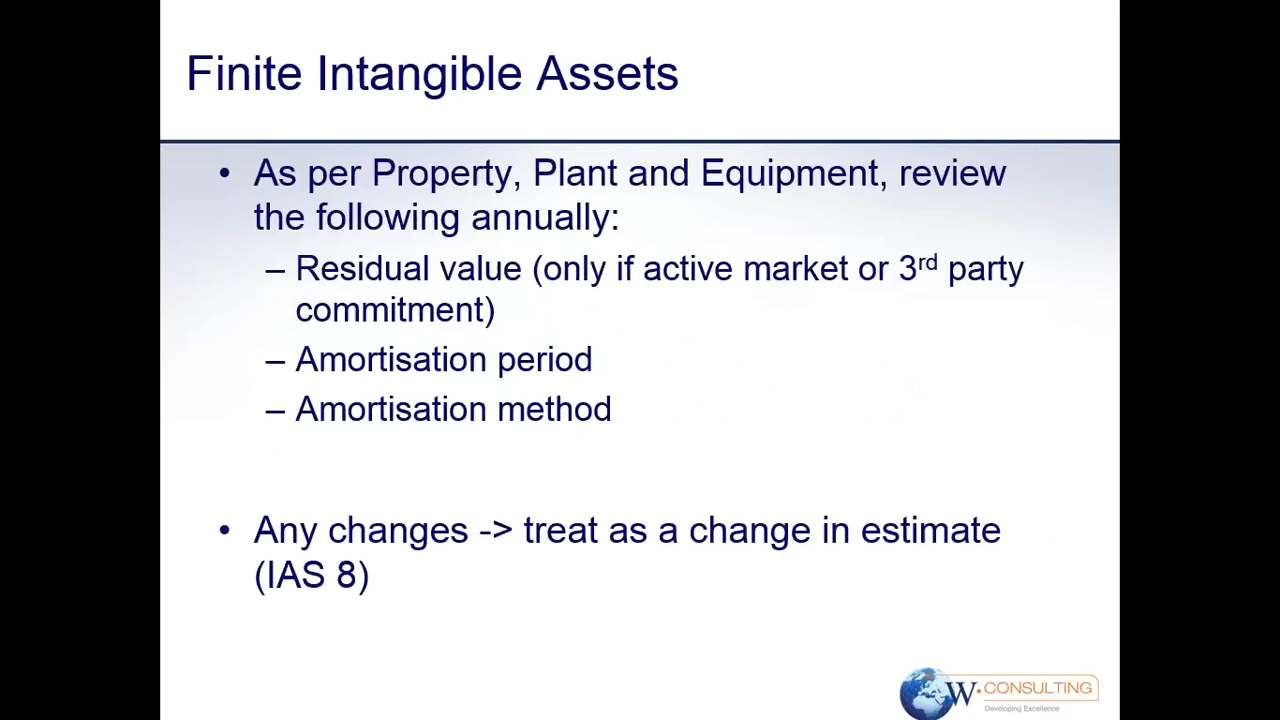 Finite Intangible Assets
• As per Property, Plant and Equipment, review
the following annually:
– Residual value (only if active market or 3rd party
commitment)
– Amortisation period
– Amortisation method
• Any changes -> treat as a change in estimate
(IAS 8)
W.CONSULTING
Developing Excellence